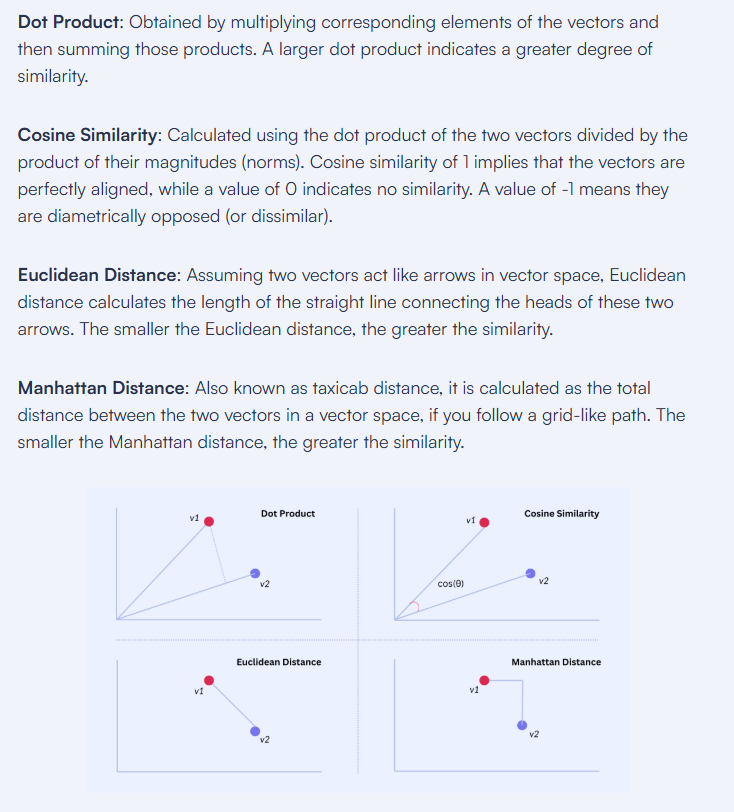 Dot Product: Obtained by multiplying corresponding elements of the vectors and
then summing those products. A larger dot product indicates a greater degree of
similarity.
Cosine Similarity: Calculated using the dot product of the two vectors divided by the
product of their magnitudes (norms). Cosine similarity of 1 implies that the vectors are
perfectly aligned, while a value of 0 indicates no similarity. A value of -1 means they
are diametrically opposed (or dissimilar).
Euclidean Distance: Assuming two vectors act like arrows in vector space, Euclidean
distance calculates the length of the straight line connecting the heads of these two
arrows. The smaller the Euclidean distance, the greater the similarity.
Manhattan Distance: Also known as taxicab distance, it is calculated as the total
distance between the two vectors in a vector space, if you follow a grid-like path. The
smaller the Manhattan distance, the greater the similarity.
Dot Product
v1
v2
Cosine Similarity
v1
cos(θ)
v2
Euclidean Distance
v1
v2
Manhattan Distance
v1
v2